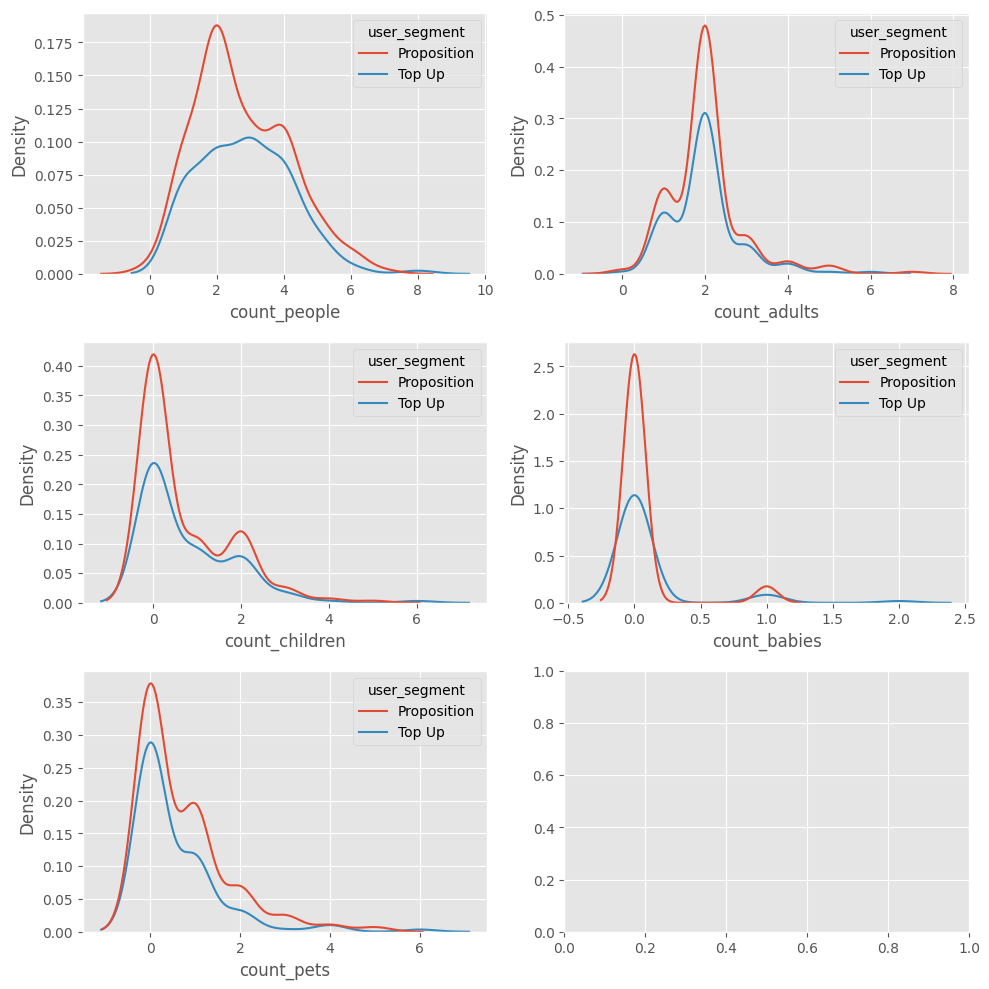 user_segment
Proposition
Top Up
Density
0.175
0.150
0.125
0.100
0.075
0.050
0.025
0.000
0 2 4 6 8 10
count_people
user_segment
Proposition
Top Up
Density
0.5
0.4
0.3
0.2
0.1
0.0
0 2 4 6 8
count_adults
user_segment
Proposition
Top Up
Density
0.40
0.35
0.30
0.25
0.20
0.15
0.10
0.05
0.00
0 2 4 6
count_children
user_segment
Proposition
Top Up
Density
2.5
2.0
1.5
1.0
0.5
0.0
−0.5 0.0 0.5 1.0 1.5 2.0 2.5
count_babies
user_segment
Proposition
Top Up
Density
0.35
0.30
0.25
0.20
0.15
0.10
0.05
0.00
0 2 4 6
count_pets
1.0
0.8
0.6
0.4
0.2
0.0
0.0 0.2 0.4 0.6 0.8 1.0